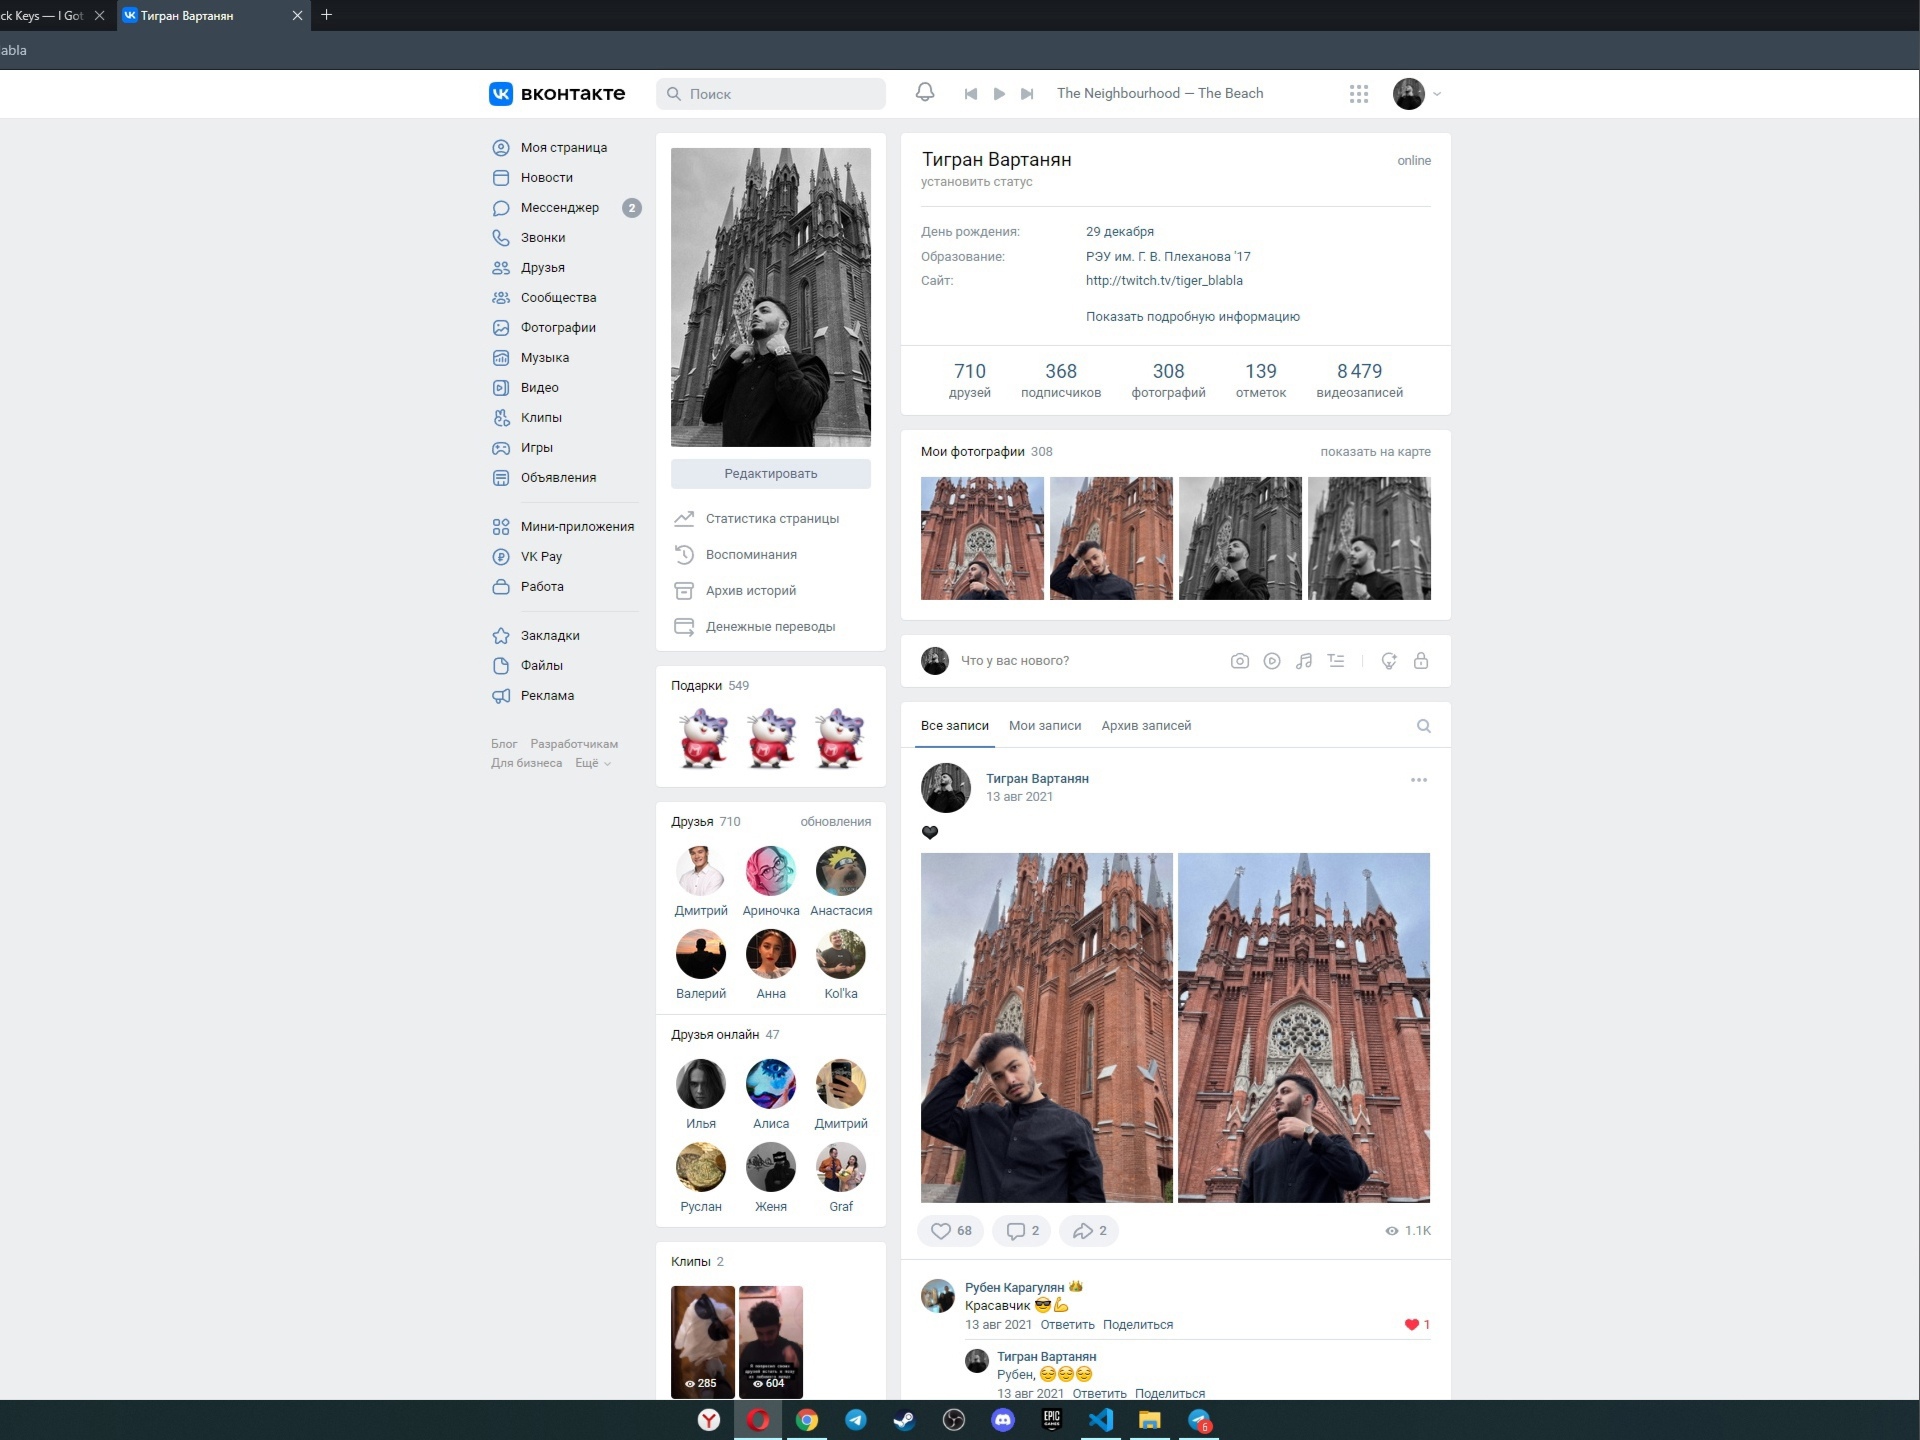 ck Keys — I Got
Тигран Вартанян
abla
вконтакте
Поиск
The Neighbourhood — The Beach
Моя страница
Новости
Мессенджер 2
Звонки
Друзья
Сообщества
Фотографии
Музыка
Видео
Клипы
Игры
Объявления
Мини-приложения
VK Pay
Работа
Закладки
Файлы
Реклама
Блог Разработчикам
Для бизнеса Ещё
Редактировать
Статистика страницы
Воспоминания
Архив историй
Денежные переводы
Подарки 549
Друзья 710 обновления
Дмитрий Ариночка Анастасия
Валерий Анна Kol'ka
Друзья онлайн 47
Илья Алиса Дмитрий
Руслан Женя Graf
Клипы 2
285 604
Тигран Вартанян online
установить статус
День рождения: 29 декабря
Образование: РЭУ им. Г. В. Плеханова '17
Сайт: http://twitch.tv/tiger_blabla
Показать подробную информацию
710 368 308 139 8 479
друзей подписчиков фотографий отметок видеозаписей
Мои фотографии 308 показать на карте
Что у вас нового?
Все записи Мои записи Архив записей
Тигран Вартанян
13 авг 2021
🖤
68 2 2 1.1K
Рубен Карагулян
Красавчик 😎💪
13 авг 2021 Ответить Поделиться 1
Тигран Вартанян
Рубен, 😌😌😌
13 авг 2021 Ответить Поделиться
EPIC
GAMES
6